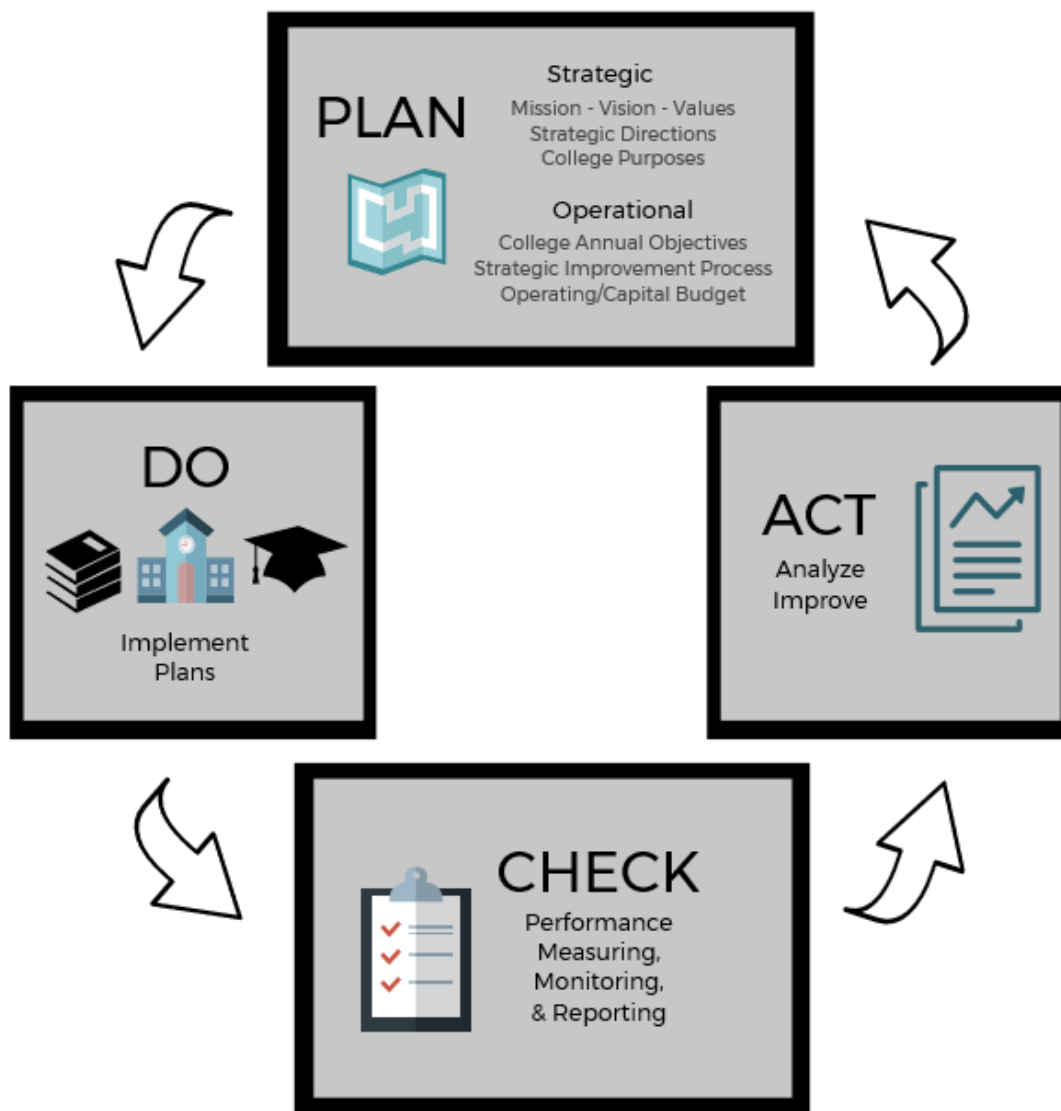 PLAN
Strategic
Mission - Vision - Values
Strategic Directions
College Purposes
Operational
College Annual Objectives
Strategic Improvement Process
Operating/Capital Budget
DO
Implement
Plans
CHECK
Performance
Measuring,
Monitoring,
& Reporting
ACT
Analyze
Improve